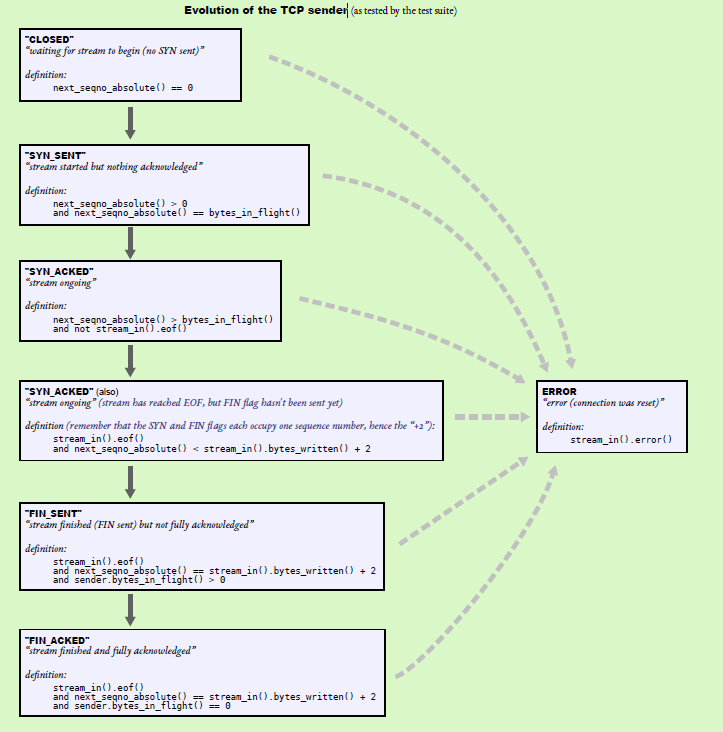 Evolution of the TCP sender (as tested by the test suite)
"CLOSED"
“waiting for stream to begin (no SYN sent)”
definition:
next_seqno_absolute() == 0
"SYN_SENT"
“stream started but nothing acknowledged”
definition:
next_seqno_absolute() > 0
and next_seqno_absolute() == bytes_in_flight()
"SYN_ACKED"
“stream ongoing”
definition:
next_seqno_absolute() > bytes_in_flight()
and not stream_in().eof()
"SYN_ACKED" (also)
“stream ongoing” (stream has reached EOF, but FIN flag hasn't been sent yet)
definition (remember that the SYN and FIN flags each occupy one sequence number, hence the “+2”):
stream_in().eof()
and next_seqno_absolute() < stream_in().bytes_written() + 2
ERROR
“error (connection was reset)”
definition:
stream_in().error()
"FIN_SENT"
“stream finished (FIN sent) but not fully acknowledged”
definition:
stream_in().eof()
and next_seqno_absolute() == stream_in().bytes_written() + 2
and sender.bytes_in_flight() > 0
"FIN_ACKED"
“stream finished and fully acknowledged”
definition:
stream_in().eof()
and next_seqno_absolute() == stream_in().bytes_written() + 2
and sender.bytes_in_flight() == 0